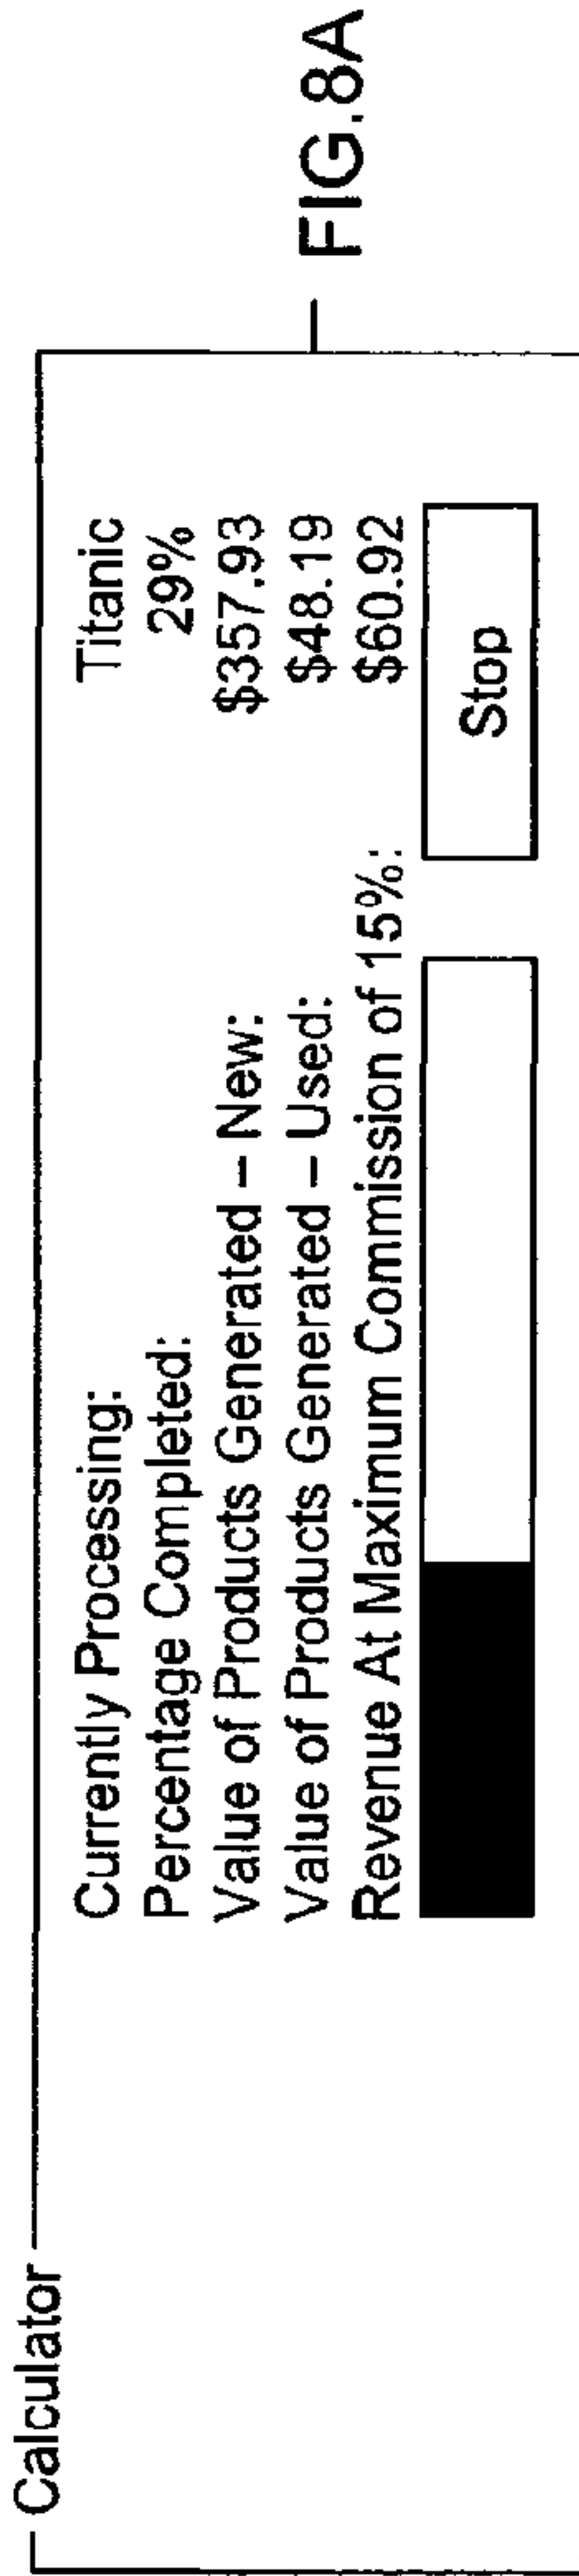 Calculator
Currently Processing: Titanic
Percentage Completed: 29%
Value of Products Generated – New: $357.93
Value of Products Generated – Used: $48.19
Revenue At Maximum Commission of 15%: $60.92
Stop
FIG.8A